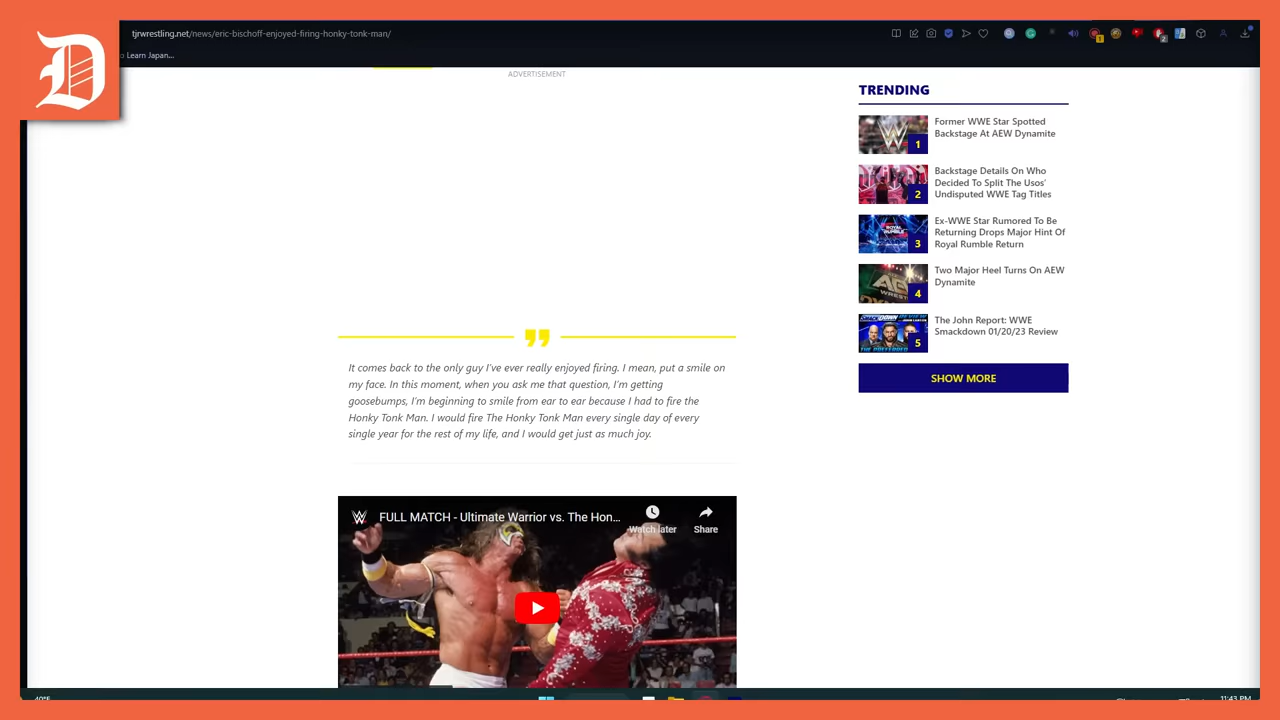 D
tjrwrestling.net/news/eric-bischoff-enjoyed-firing-honky-tonk-man/
Learn Japan...
ADVERTISEMENT
It comes back to the only guy I've ever really enjoyed firing. I mean, put a smile on
my face. In this moment, when you ask me that question, I'm getting
goosebumps, I'm beginning to smile from ear to ear because I had to fire the
Honky Tonk Man. I would fire The Honky Tonk Man every single day of every
single year for the rest of my life, and I would get just as much joy.
FULL MATCH - Ultimate Warrior vs. The Hon...
Watch later
Share
TRENDING
1
Former WWE Star Spotted
Backstage At AEW Dynamite
2
Backstage Details On Who
Decided To Split The Usos'
Undisputed WWE Tag Titles
3
Ex-WWE Star Rumored To Be
Returning Drops Major Hint Of
Royal Rumble Return
4
Two Major Heel Turns On AEW
Dynamite
5
The John Report: WWE
Smackdown 01/20/23 Review
SHOW MORE
40°F
11:43 PM